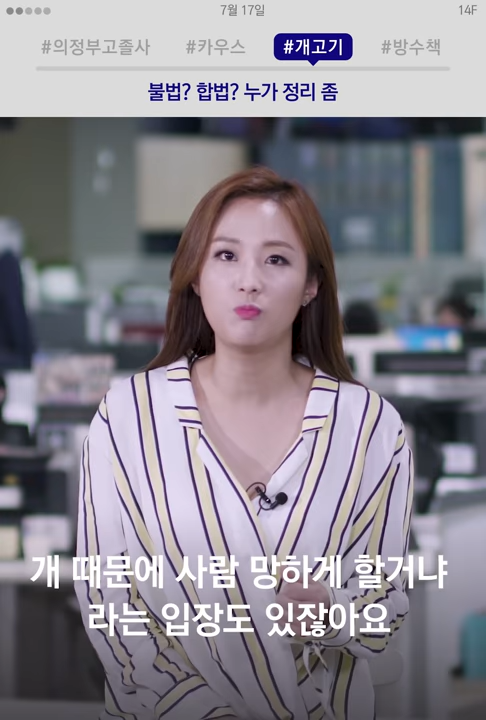 7월 17일
14F
#의정부고졸사 #카우스 #개고기 #방수책
불법? 합법? 누가 정리 좀
개 때문에 사람 망하게 할거냐
라는 입장도 있잖아요